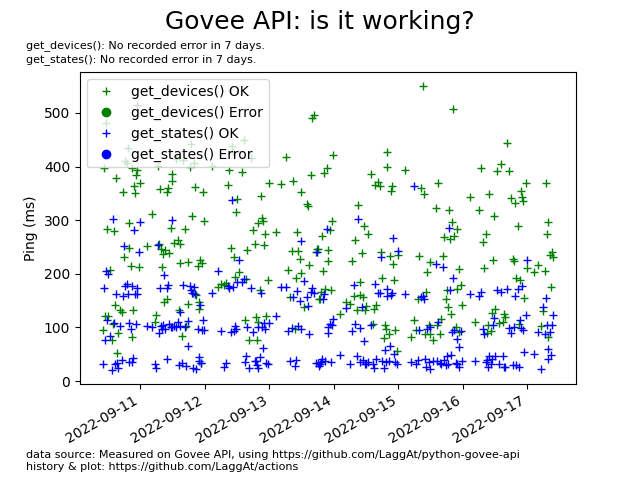 Govee API: is it working?
get_devices(): No recorded error in 7 days.
get_states(): No recorded error in 7 days.
get_devices() OK
get_devices() Error
get_states() OK
get_states() Error
500
400
300
200
100
0
Ping (ms)
2022-09-11
2022-09-12
2022-09-13
2022-09-14
2022-09-15
2022-09-16
2022-09-17
data source: Measured on Govee API, using https://github.com/LaggAt/python-govee-api
history & plot: https://github.com/LaggAt/actions